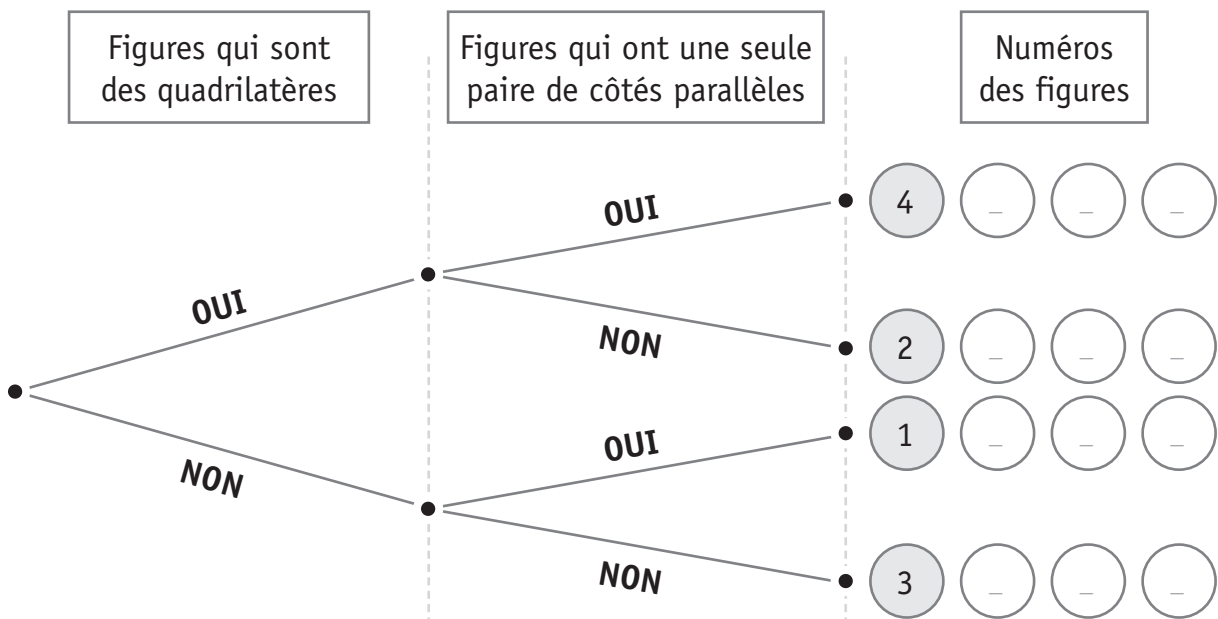 Figures qui sont
des quadrilatères
Figures qui ont une seule
paire de côtés parallèles
Numéros
des figures
OUI
NON
OUI
NON
OUI
NON
4 _ _ _
2 _ _ _
1 _ _ _
3 _ _ _